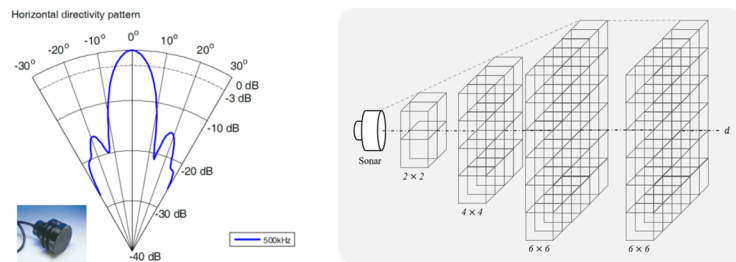 Horizontal directivity pattern
-30° -20° -10° 0° 10° 20° 30°
0 dB
-3 dB
-10 dB
-20 dB
-30 dB
-40 dB
500kHz
Sonar
d
2 × 2
4 × 4
6 × 6
6 × 6